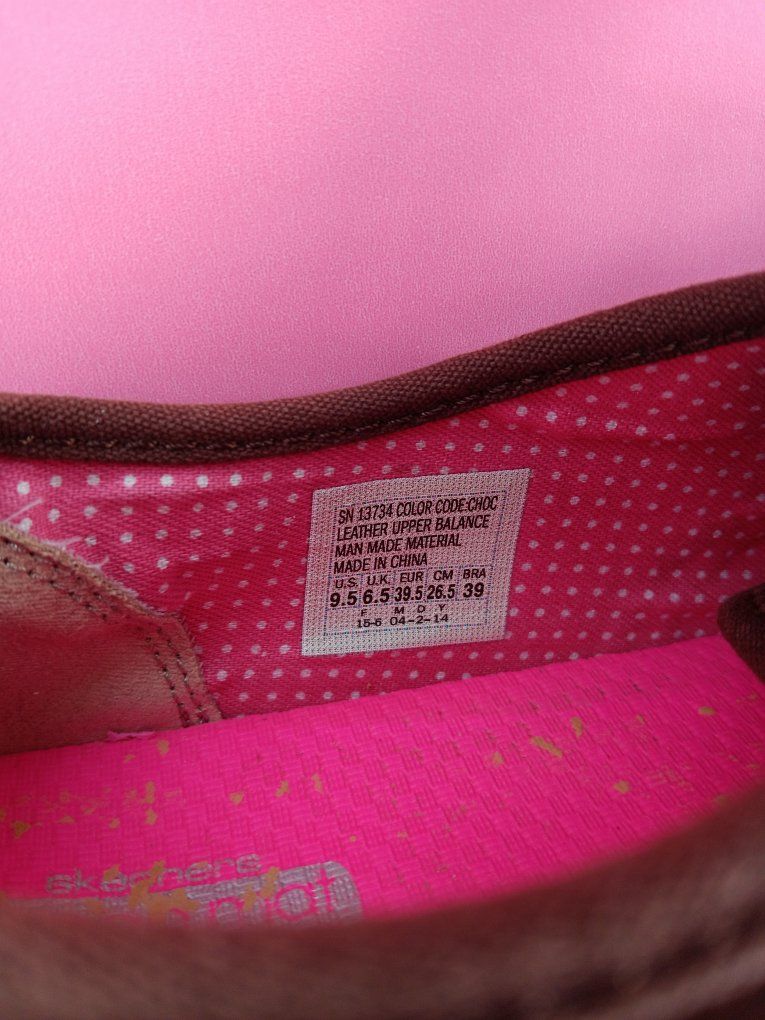 SN 13734 COLOR CODE:CHOC
LEATHER UPPER BALANCE
MAN MADE MATERIAL
MADE IN CHINA
U.S. U.K. EUR CM BRA
9.5 6.5 39.5 26.5 39
F M D Y
15-6 04-2-14
skechers